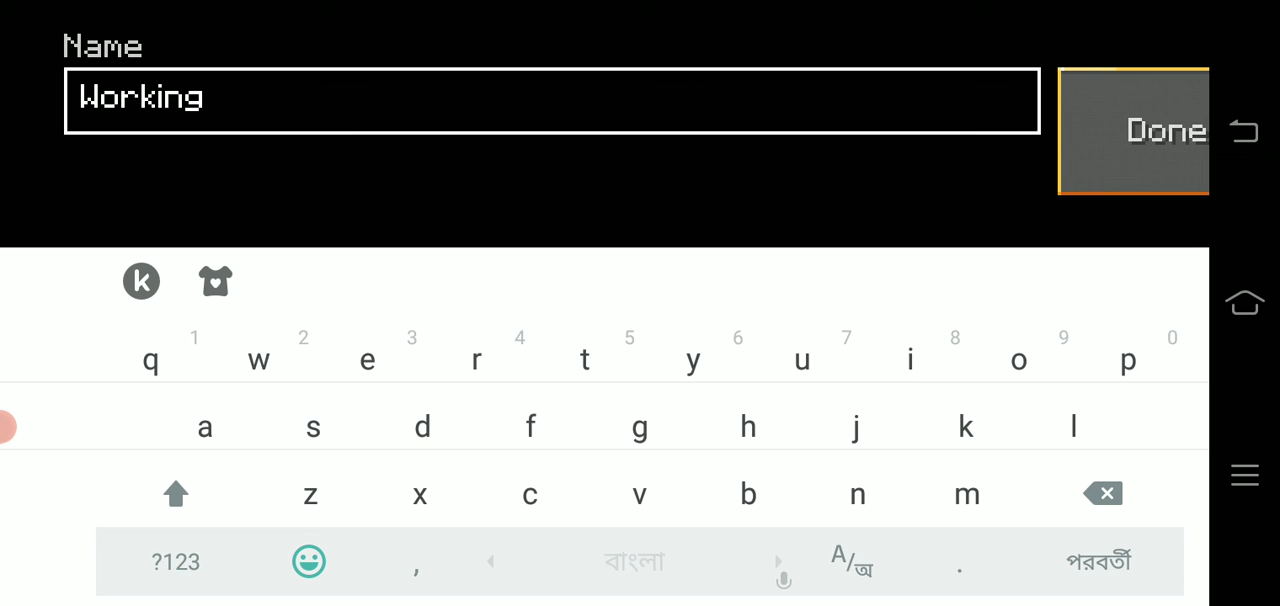 Name
Working
Done
k
1 2 3 4 5 6 7 8 9 0
q w e r t y u i o p
a s d f g h j k l
z x c v b n m
?123 , বাংলা A/অ . পরবর্তী